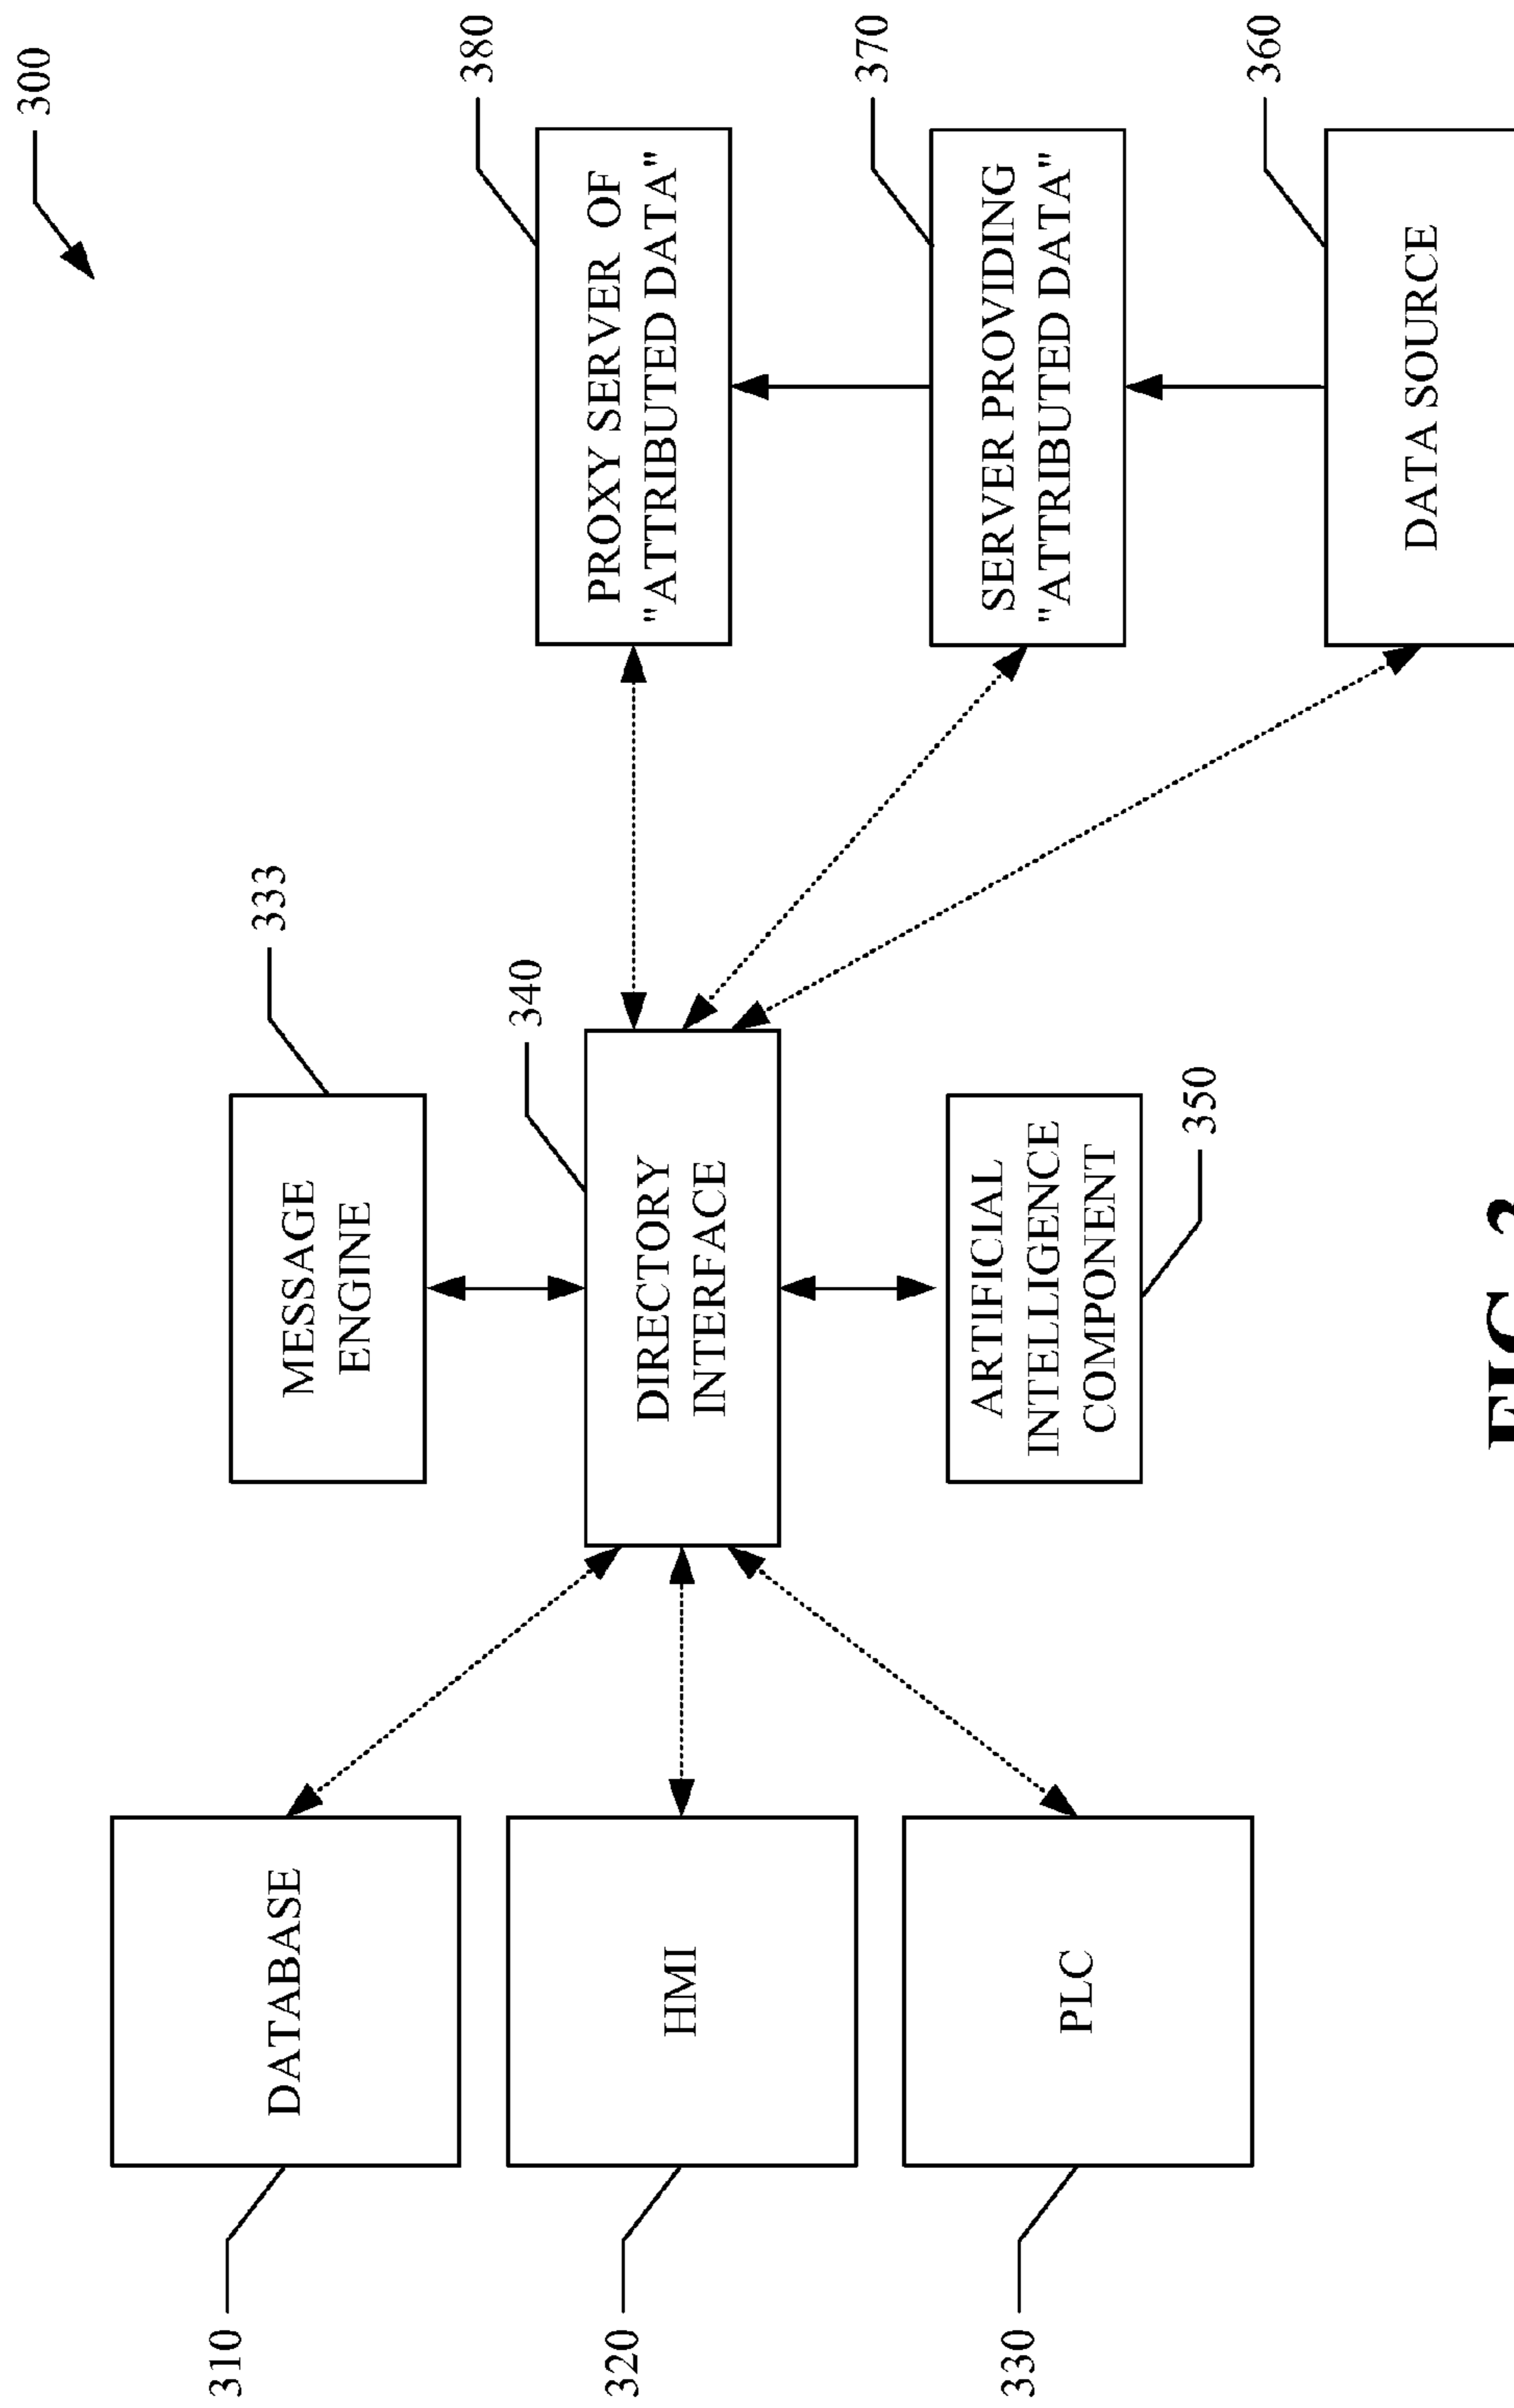 300
310
DATABASE
320
HMI
330
PLC
MESSAGE
ENGINE
333
340
DIRECTORY
INTERFACE
ARTIFICIAL
INTELLIGENCE
COMPONENT
350
380
PROXY SERVER OF
"ATTRIBUTED DATA"
370
SERVER PROVIDING
"ATTRIBUTED DATA"
360
DATA SOURCE